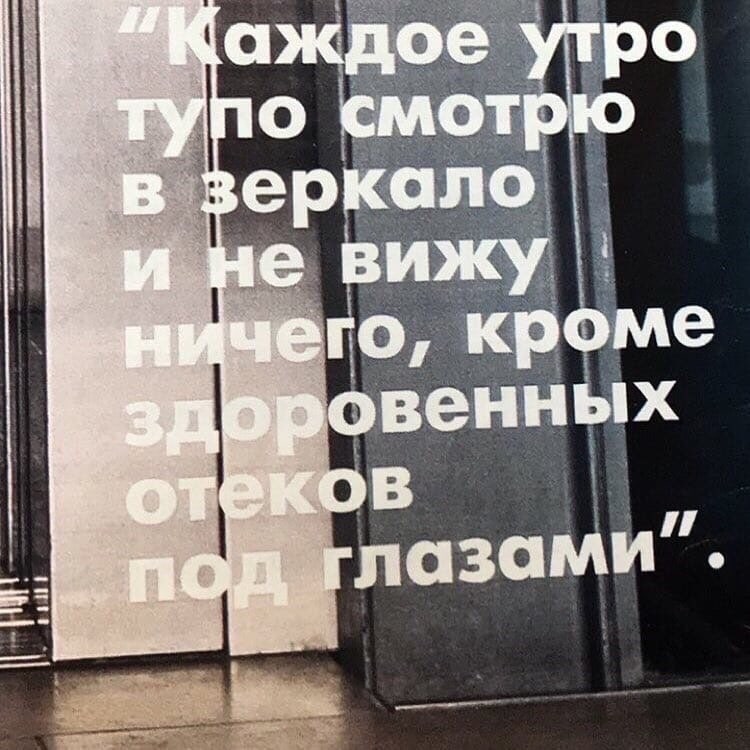 “Каждое утро
тупо смотрю
в зеркало
и не вижу
ничего, кроме
здоровенных
отеков
под глазами”.